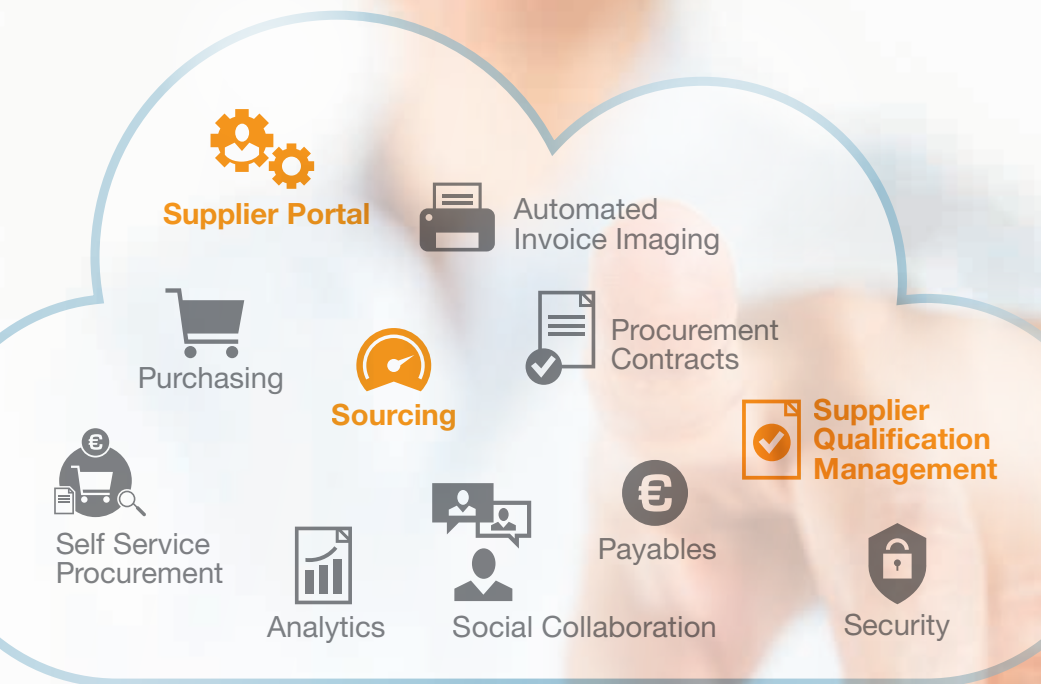 Supplier Portal
Automated
Invoice Imaging
Purchasing
Sourcing
Procurement
Contracts
Supplier
Qualification
Management
€
Self Service
Procurement
Analytics
Social Collaboration
€
Payables
Security